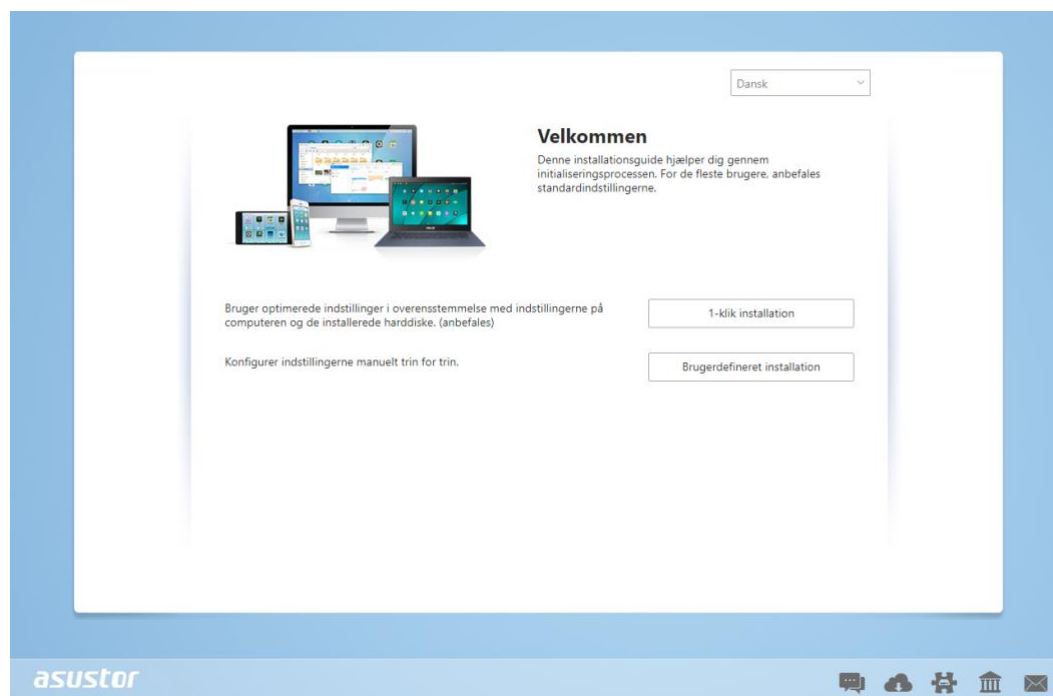 Dansk
Velkommen
Denne installationsguide hjælper dig gennem
initialiseringsprocessen. For de fleste brugere, anbefales
standardindstillingerne.
Bruger optimerede indstillinger i overensstemmelse med indstillingerne på
computeren og de installerede harddiske. (anbefales)
1-klik installation
Konfigurer indstillingerne manuelt trin for trin.
Brugerdefineret installation
asustor